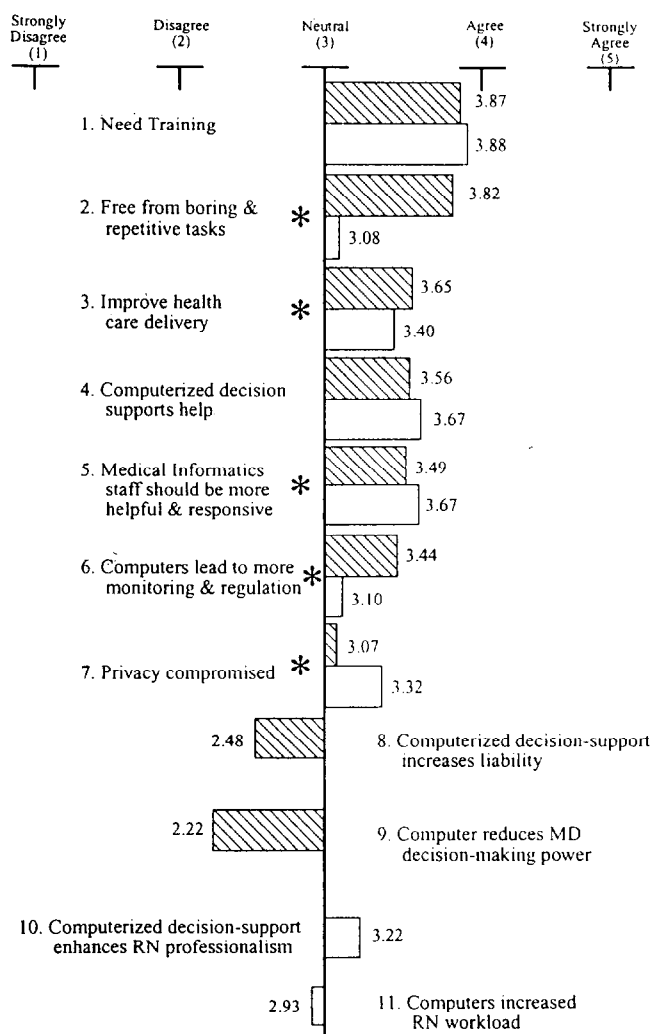 Strongly Disagree (1)
Disagree (2)
Neutral (3)
Agree (4)
Strongly Agree (5)
1. Need Training
3.87
3.88
2. Free from boring &
repetitive tasks
*
3.82
3.08
3. Improve health
care delivery
*
3.65
3.40
4. Computerized decision
supports help
3.56
3.67
5. Medical Informatics
staff should be more
helpful & responsive
*
3.49
3.67
6. Computers lead to more
monitoring & regulation
*
3.44
3.10
7. Privacy compromised
*
3.07
3.32
2.48
8. Computerized decision-support
increases liability
2.22
9. Computer reduces MD
decision-making power
10. Computerized decision-support
enhances RN professionalism
3.22
2.93
11. Computers increased
RN workload